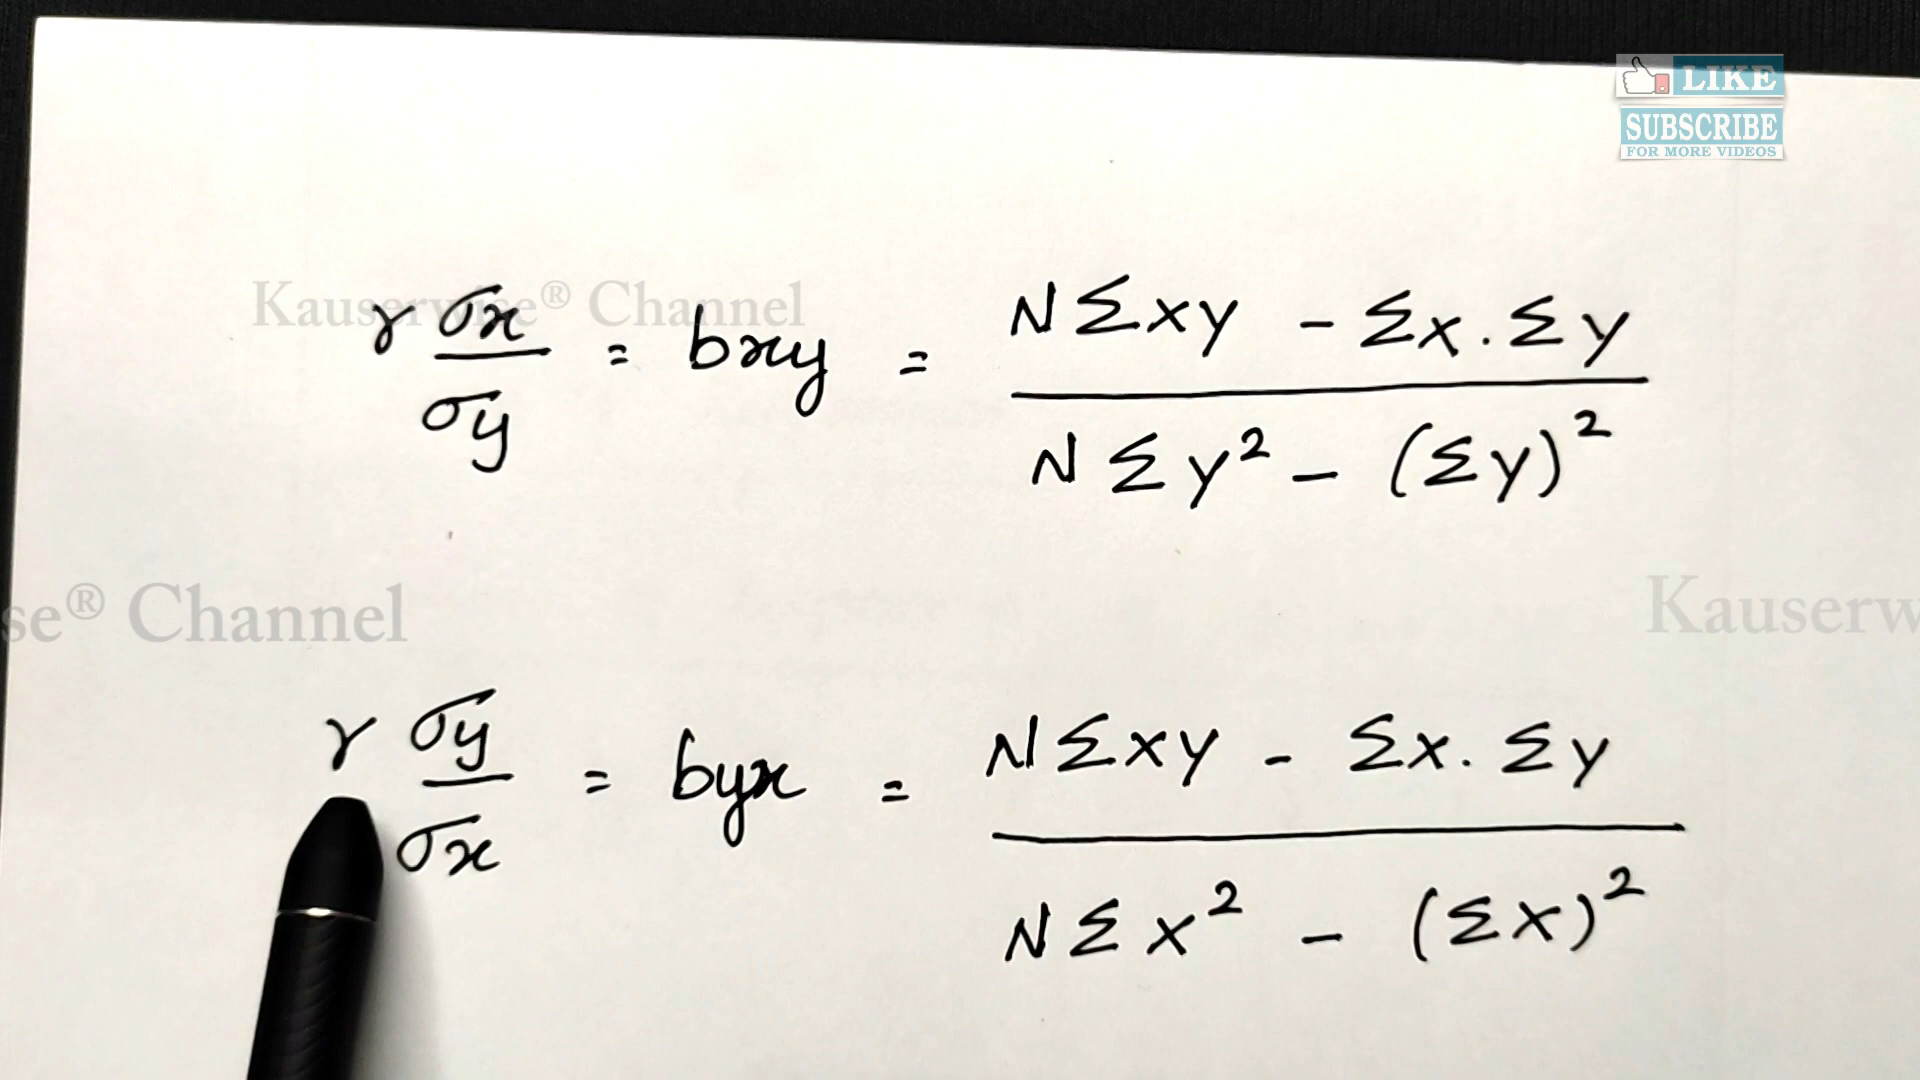 LIKE
SUBSCRIBE
FOR MORE VIDEOS
Kauserwise® Channel
r σx/σy = bxy = (NΣxy - Σx.Σy)/(NΣy² - (Σy)²)
se® Channel
Kauserw
r σy/σx = byx = (NΣxy - Σx.Σy)/(NΣx² - (Σx)²)